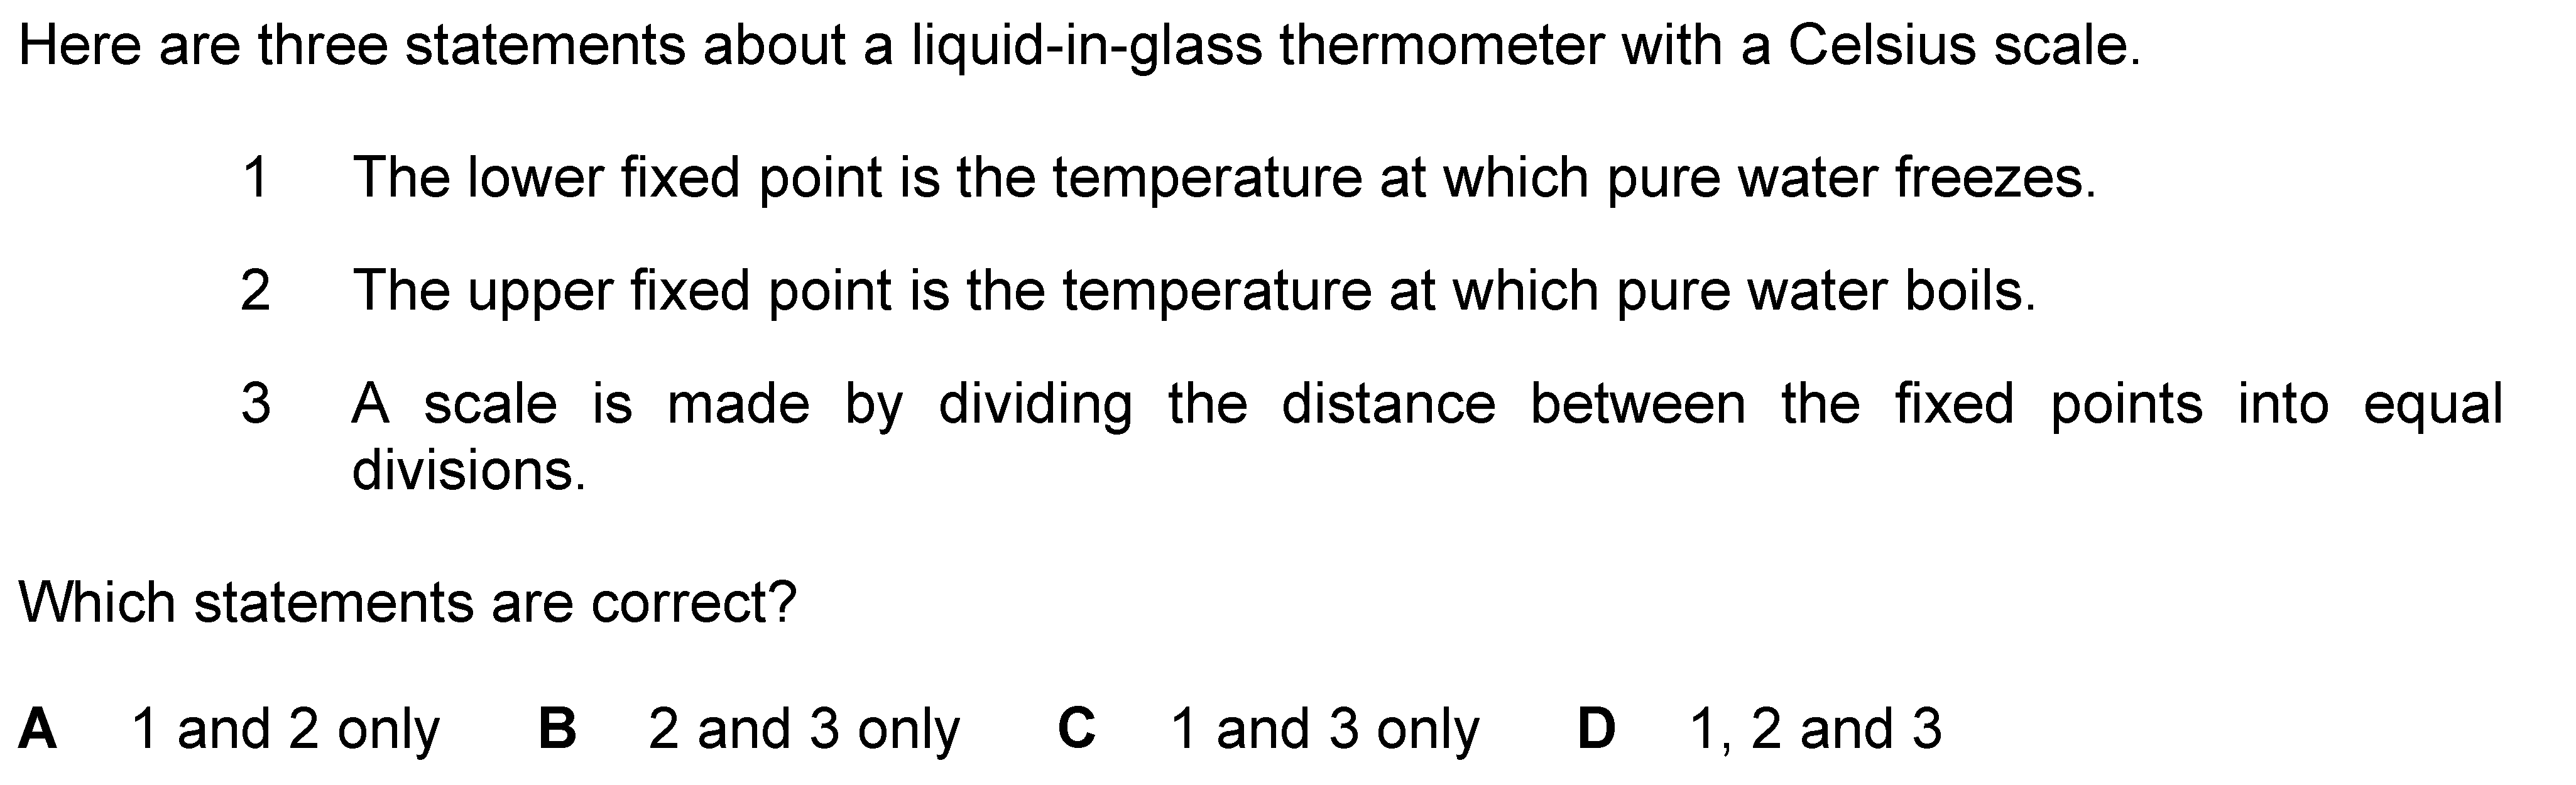 Here are three statements about a liquid-in-glass thermometer with a Celsius scale.
1 The lower fixed point is the temperature at which pure water freezes.
2 The upper fixed point is the temperature at which pure water boils.
3 A scale is made by dividing the distance between the fixed points into equal
divisions.
Which statements are correct?
A 1 and 2 only B 2 and 3 only C 1 and 3 only D 1, 2 and 3